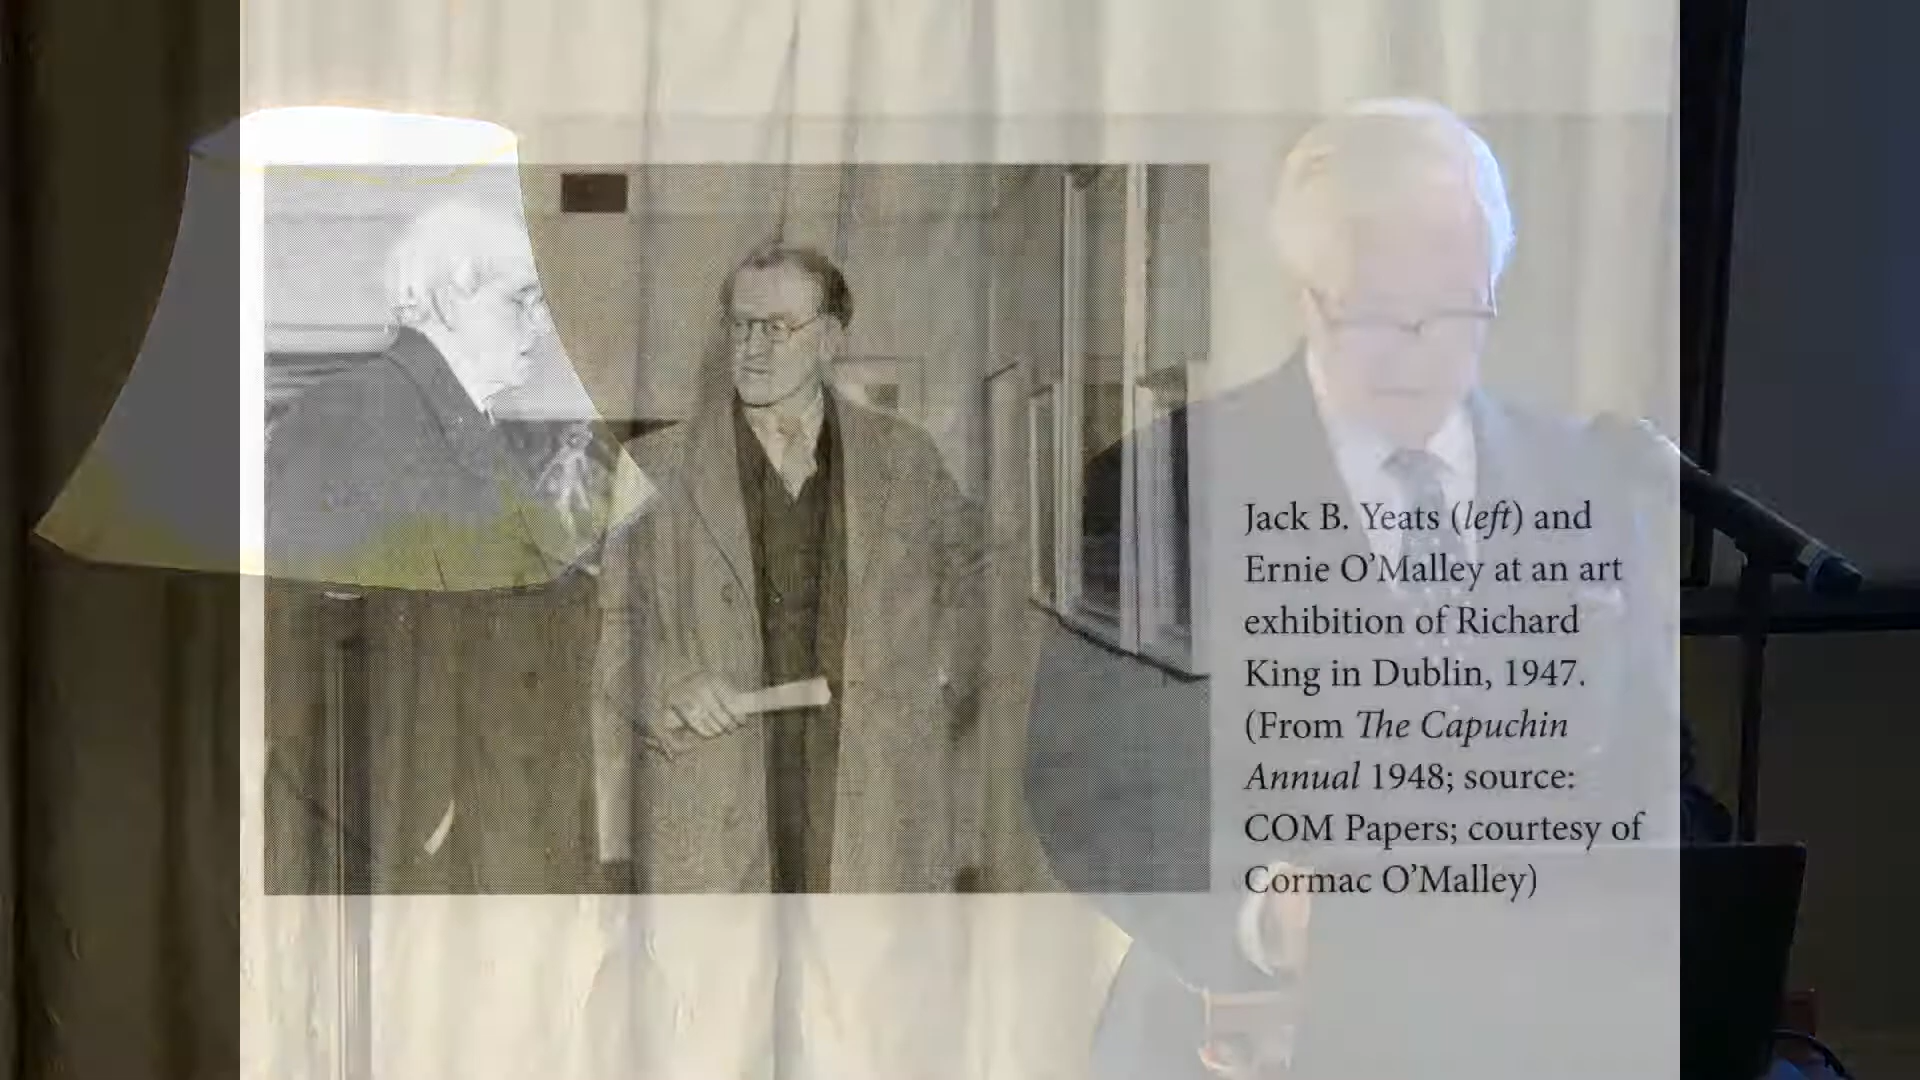 Jack B. Yeats (left) and
Ernie O’Malley at an art
exhibition of Richard
King in Dublin, 1947.
(From The Capuchin
Annual 1948; source:
COM Papers; courtesy of
Cormac O’Malley)